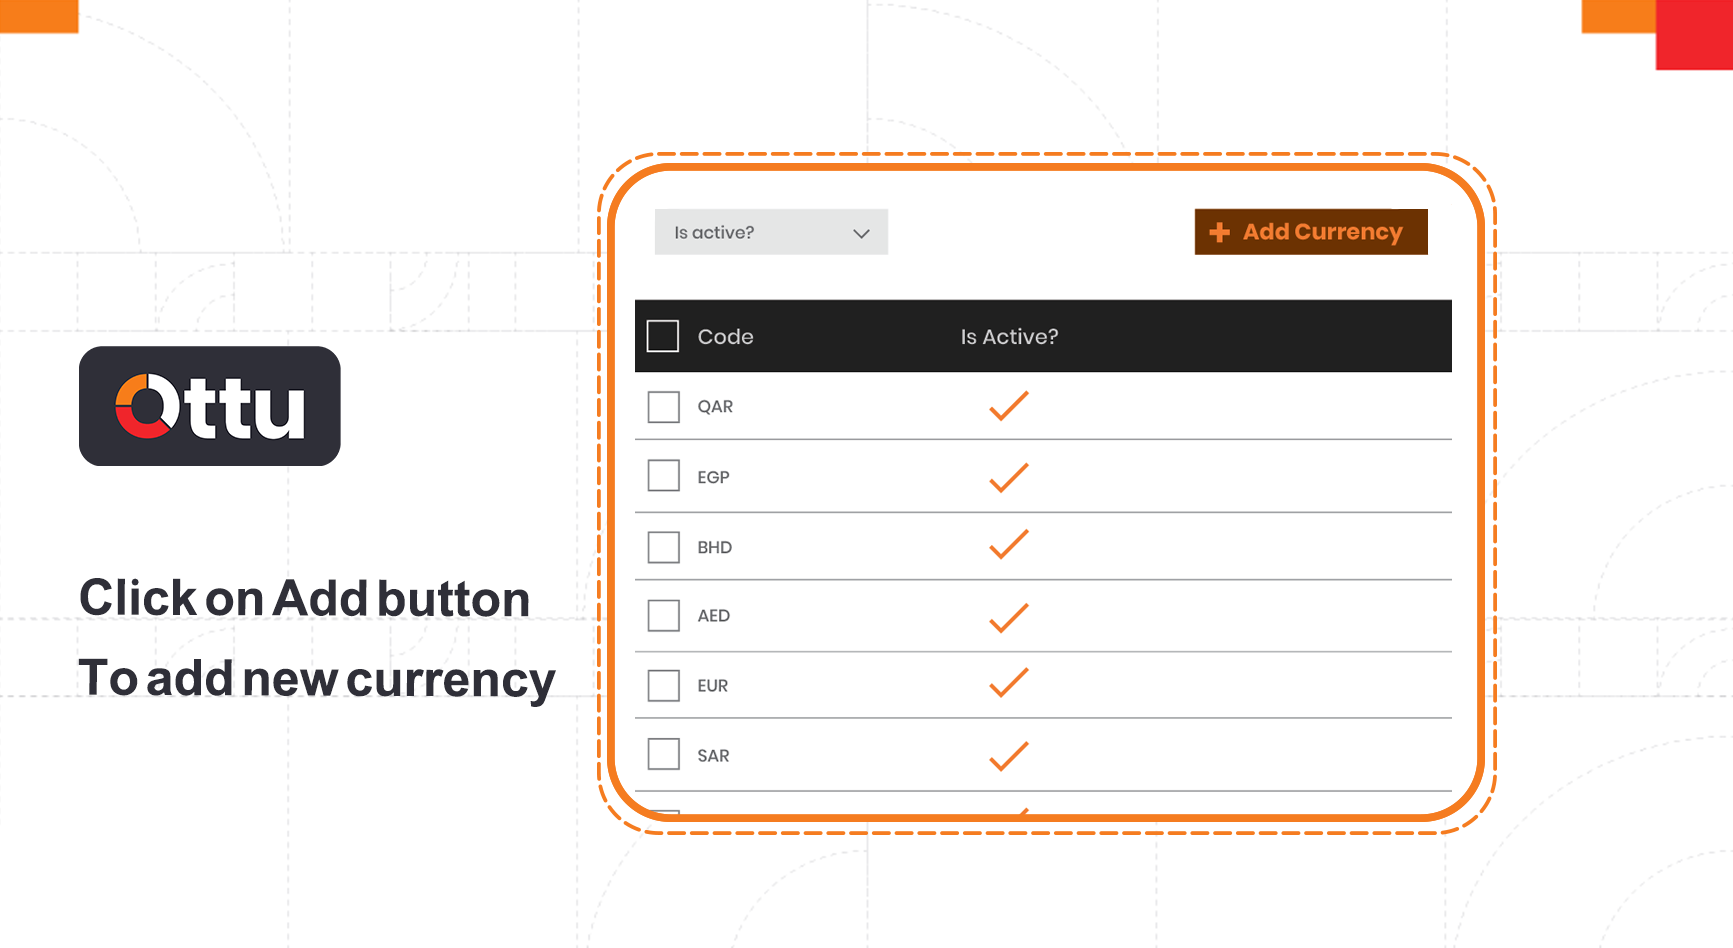 Ottu
Click on Add button
To add new currency
Is active?
+ Add Currency
Code Is Active?
QAR
EGP
BHD
AED
EUR
SAR